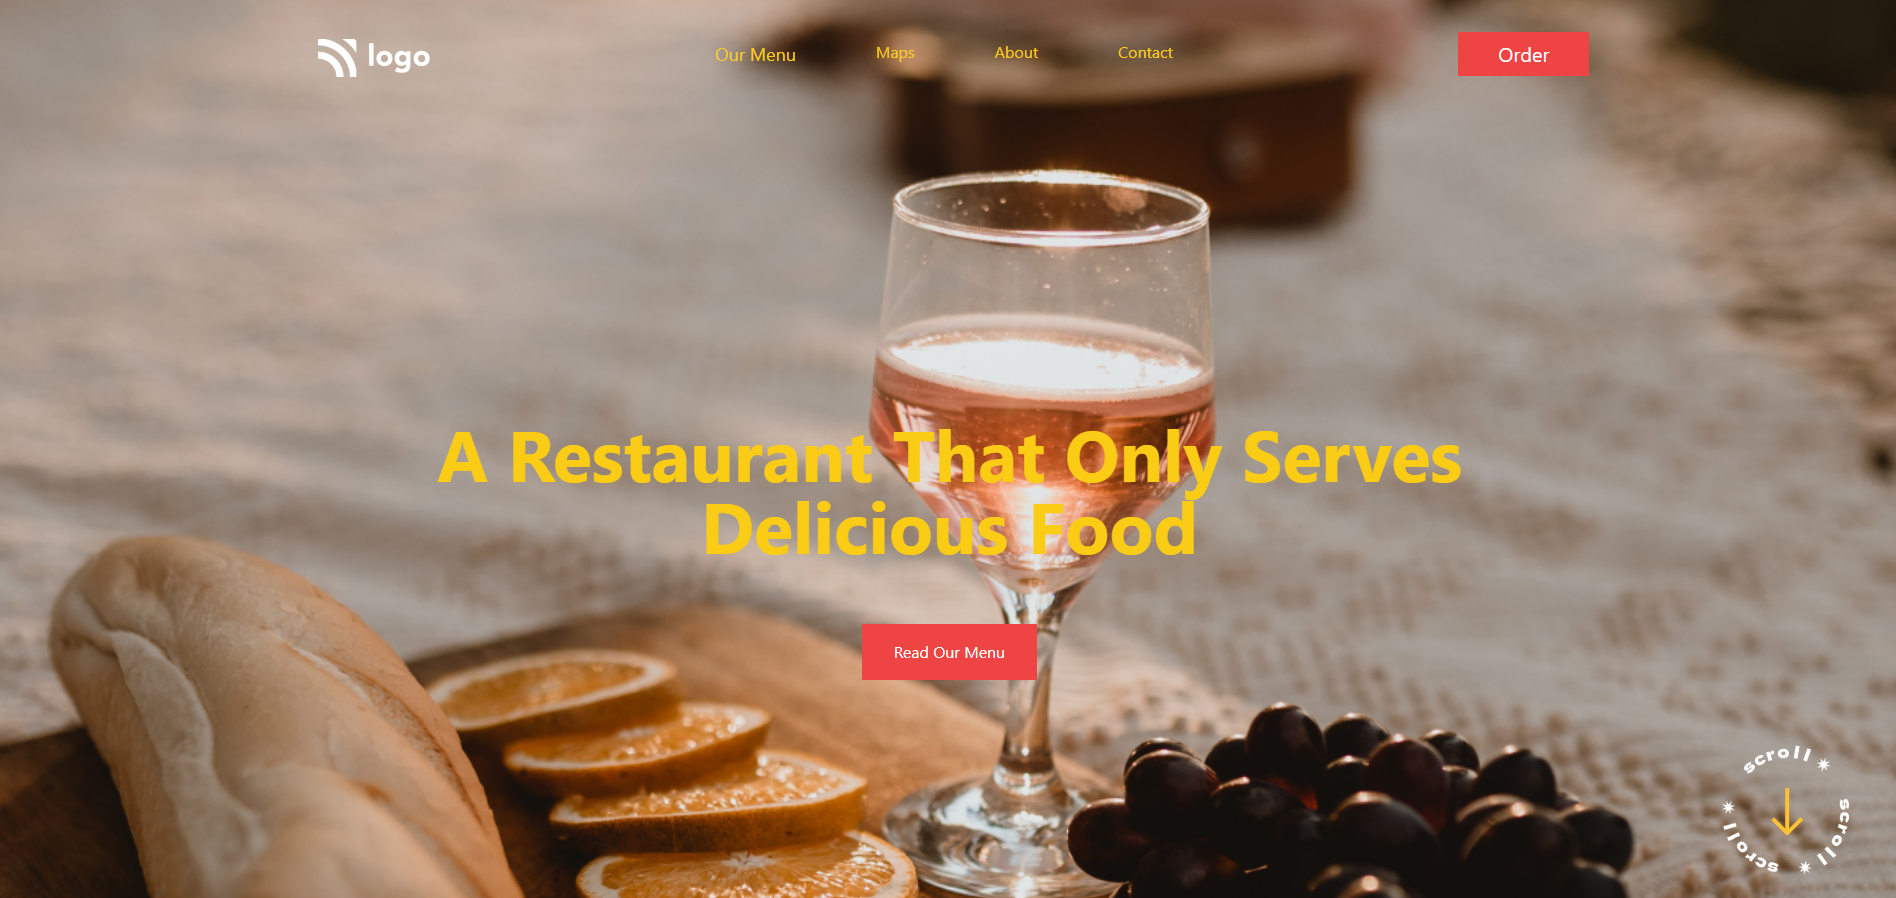 logo
Our Menu
Maps
About
Contact
Order
A Restaurant That Only Serves
Delicious Food
Read Our Menu
scroll
scroll
scroll